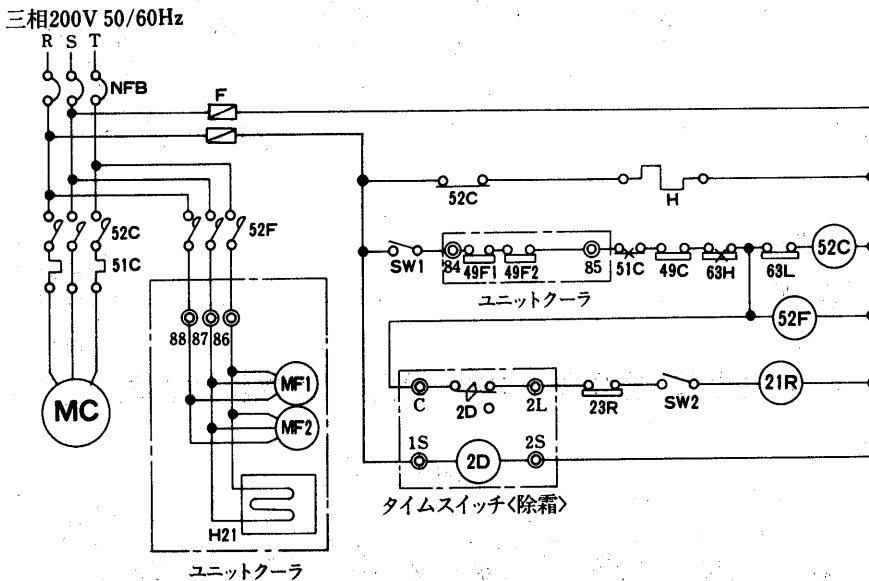 三相200V 50/60Hz
R S T
NFB
F
52C
H
52C
52F
51C
SW1
84
49F1
49F2
85
51C
49C
63H
63L
52C
ユニットクーラ
52F
88 87 86
MF1
MF2
H21
ユニットクーラ
MC
C
2D
2L
23R
SW2
21R
1S
2D
2S
タイムスイッチ<除霜>